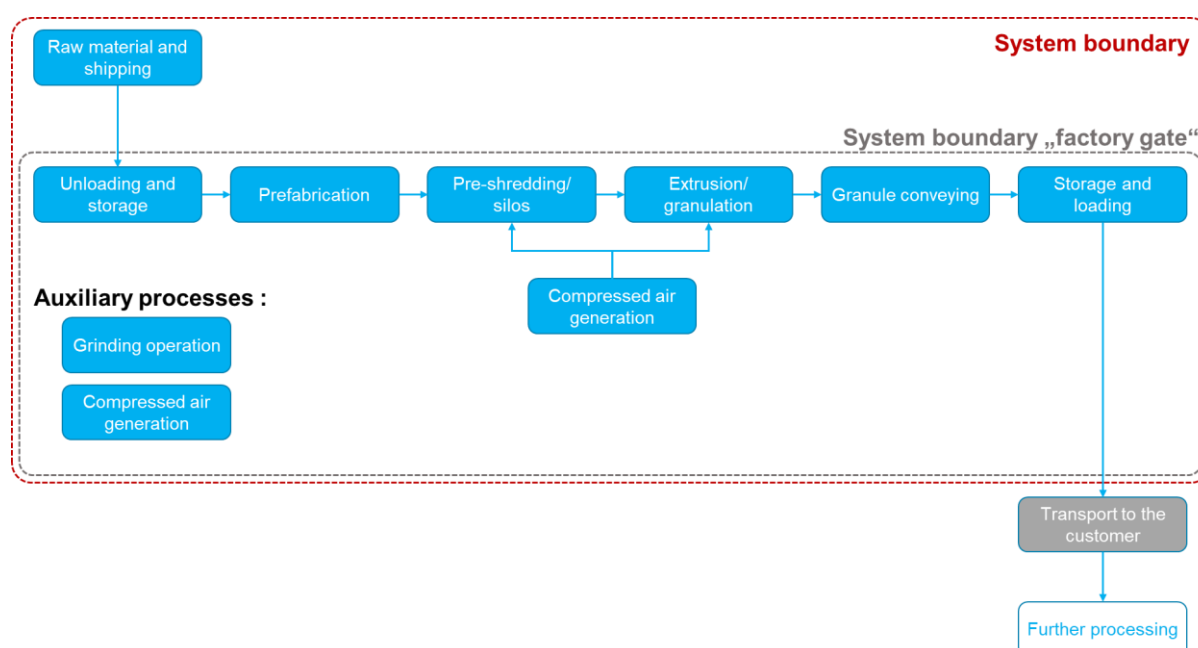 Raw material and
shipping
System boundary
System boundary „factory gate“
Unloading and
storage
Prefabrication
Pre-shredding/
silos
Extrusion/
granulation
Granule conveying
Storage and
loading
Compressed air
generation
Auxiliary processes :
Grinding operation
Compressed air
generation
Transport to the
customer
Further processing